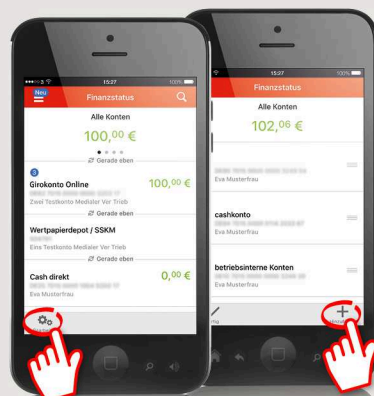 15:27
100%
Neu
Finanzstatus
Alle Konten
100,00 €
Gerade eben
3
Girokonto Online
100,00 €
Zwei Testkonto Medialer Ver Trieb
Gerade eben
Wertpapierdepot / SSKM
Eins Testkonto Medialer Ver Trieb
Gerade eben
Cash direkt
0,00 €
Eva Musterfrau
15:27
100%
Finanzstatus
Alle Konten
102,06 €
Eva Musterfrau
cashkonto
Eva Musterfrau
betriebsinterne Konten
Eva Musterfrau